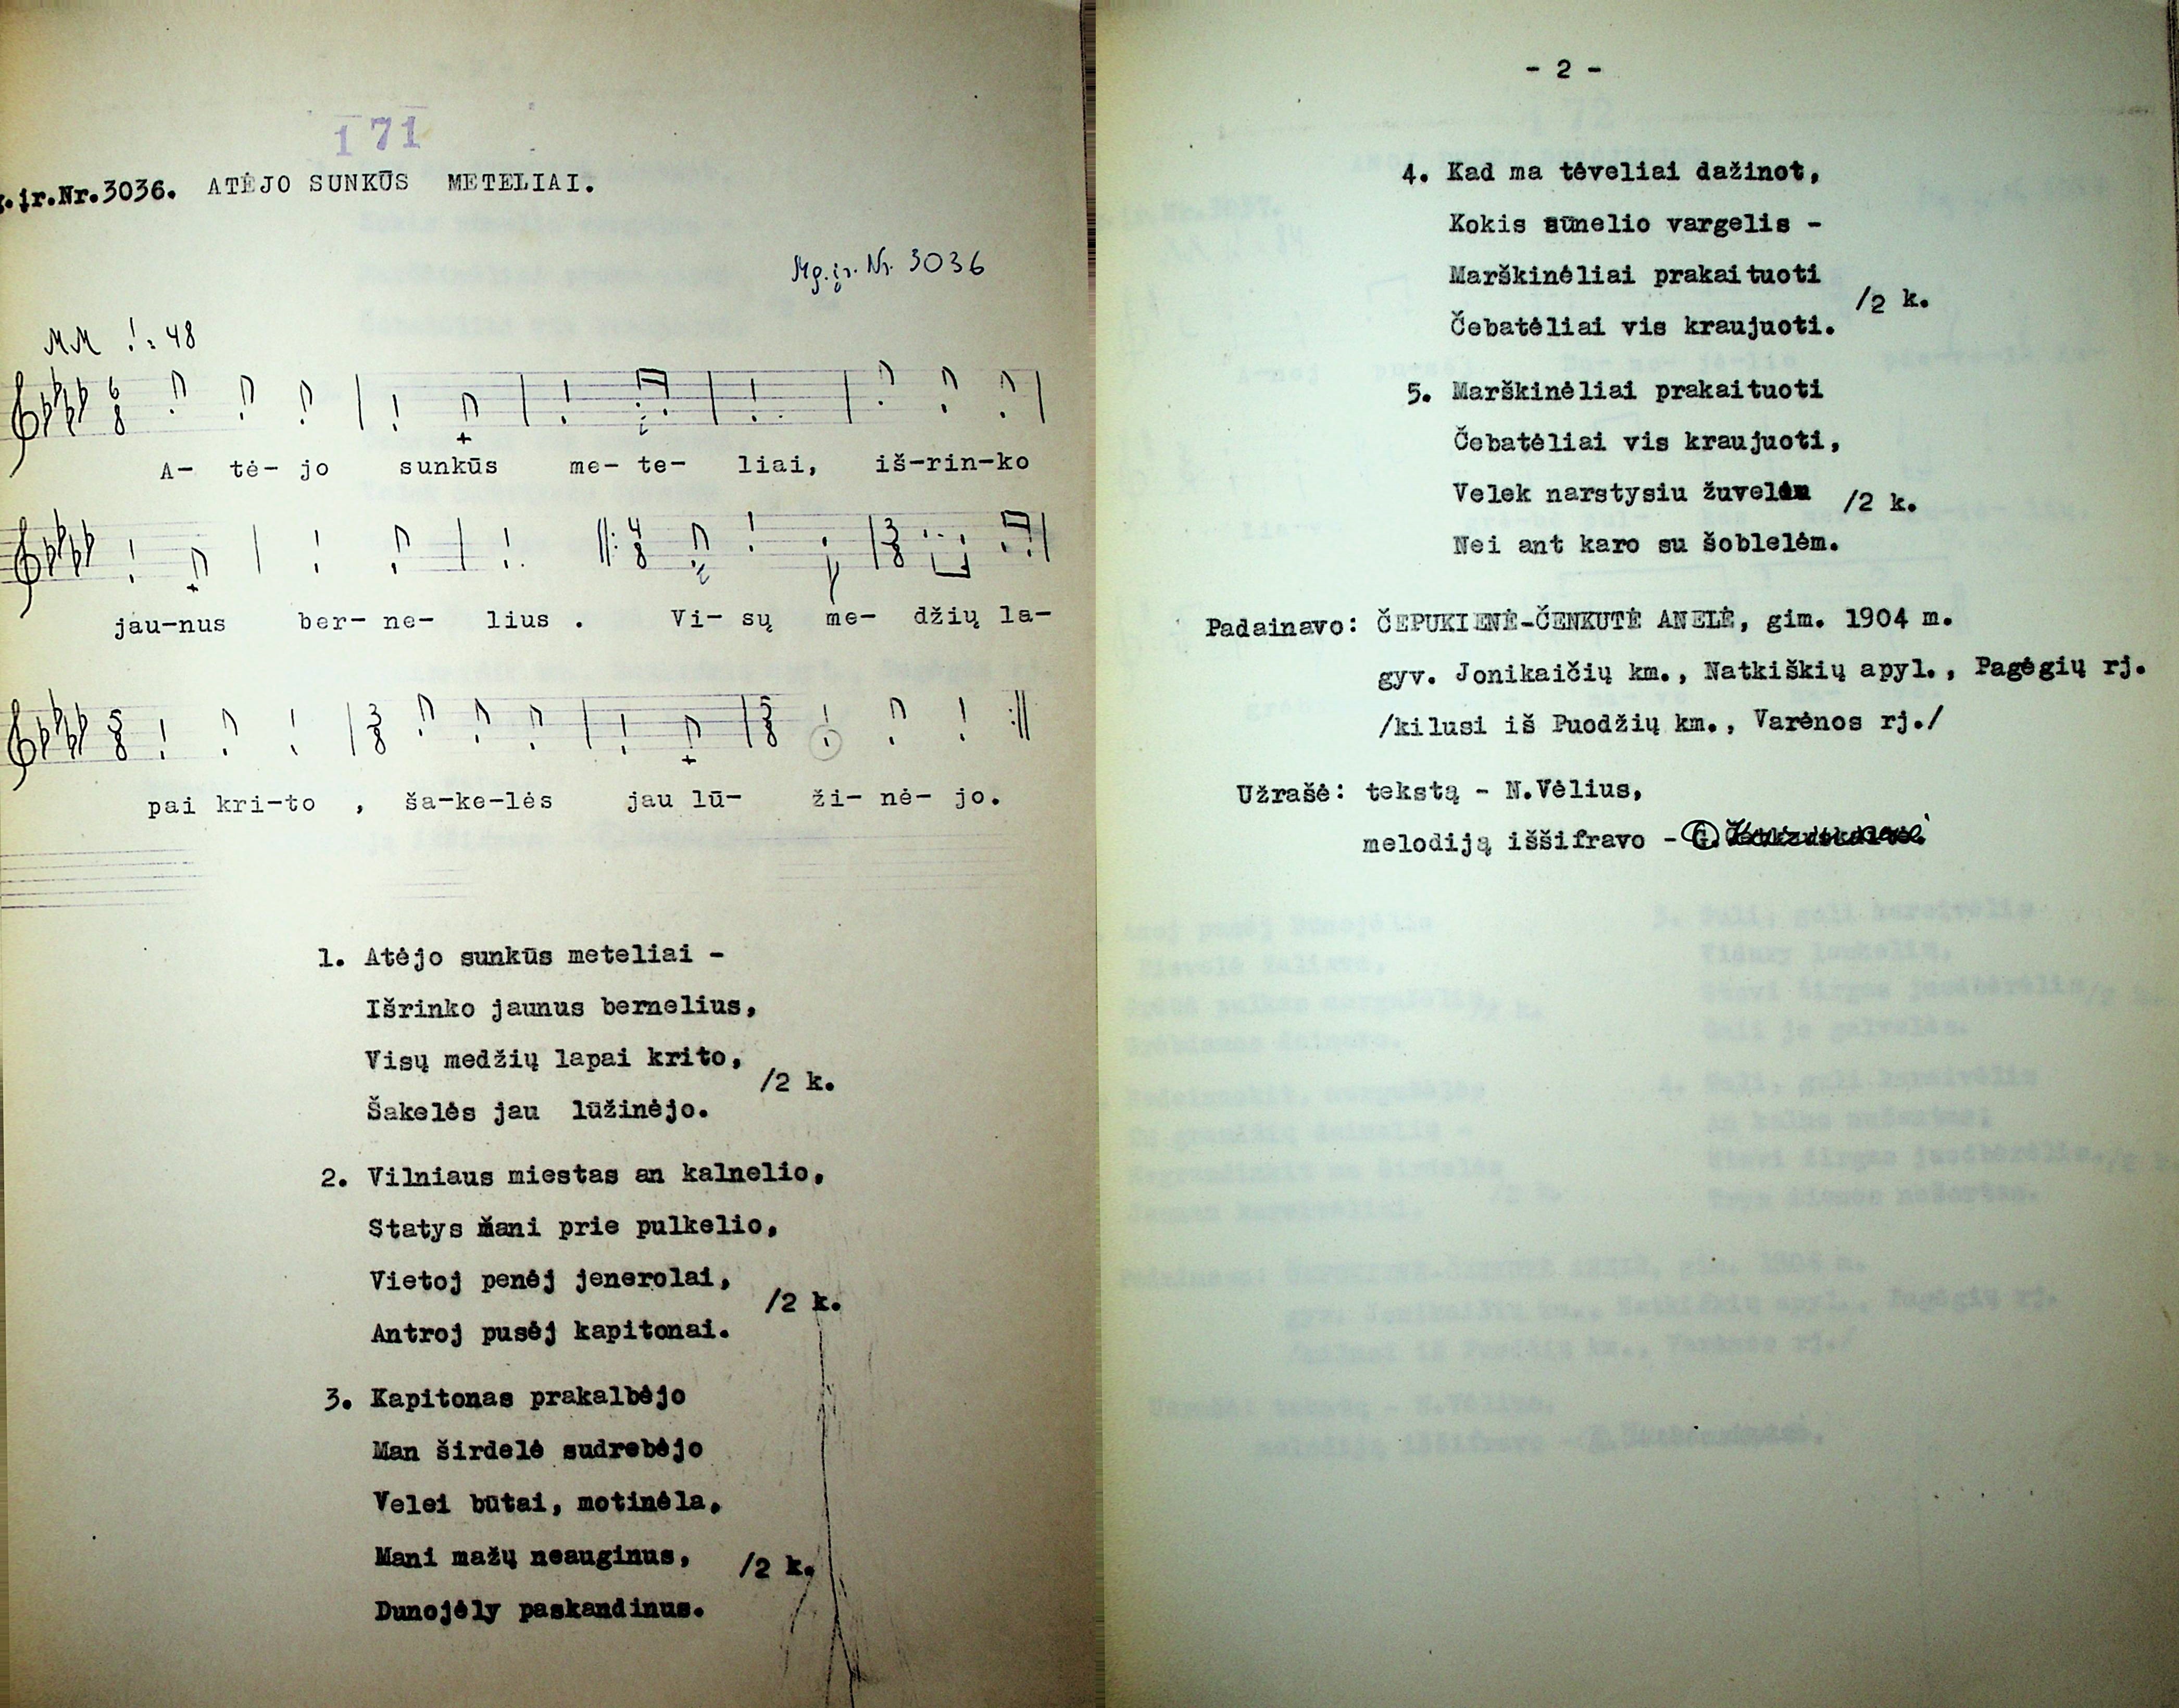 171
g.įr.Nr.3036. ATĖJO SUNKŪS METELIAI.
Mg.įr. Nr. 3036
MM = 48
A- tė- jo sunkūs me- te- liai, iš-rin-ko
jau-nus ber- ne- lius . Vi- sų me- džių la-
pai kri-to , ša-ke-lės jau lū- ži- nė- jo.
1. Atėjo sunkūs meteliai -
Išrinko jaunus bernelius,
Visų medžių lapai krito,
/2 k.
Šakelės jau lūžinėjo.
2. Vilniaus miestas an kalnelio,
Statys mani prie pulkelio,
Vietoj penėj jenerolai,
/2 k.
Antroj pusėj kapitonai.
3. Kapitonas prakalbėjo
Man širdelė sudrebėjo
Velei būtai, motinėla,
Mani mažų neauginus, /2 k.
Dunojėly paskandinus.
- 2 -
4. Kad ma tėveliai dažinot,
Kokis sūnelio vargelis -
Marškinėliai prakaituoti
/2 k.
Čebatėliai vis kraujuoti.
5. Marškinėliai prakaituoti
Čebatėliai vis kraujuoti,
Velek narstysiu žuvelėm /2 k.
Nei ant karo su šoblelėm.
Padainavo: ČEPUKIENĖ-ČENKUTĖ ANELĖ, gim. 1904 m.
gyv. Jonikaičių km., Natkiškių apyl., Pagėgių rj.
/kilusi iš Puodžių km., Varėnos rj./
Užrašė: tekstą - N.Vėlius,
melodiją iššifravo - G.